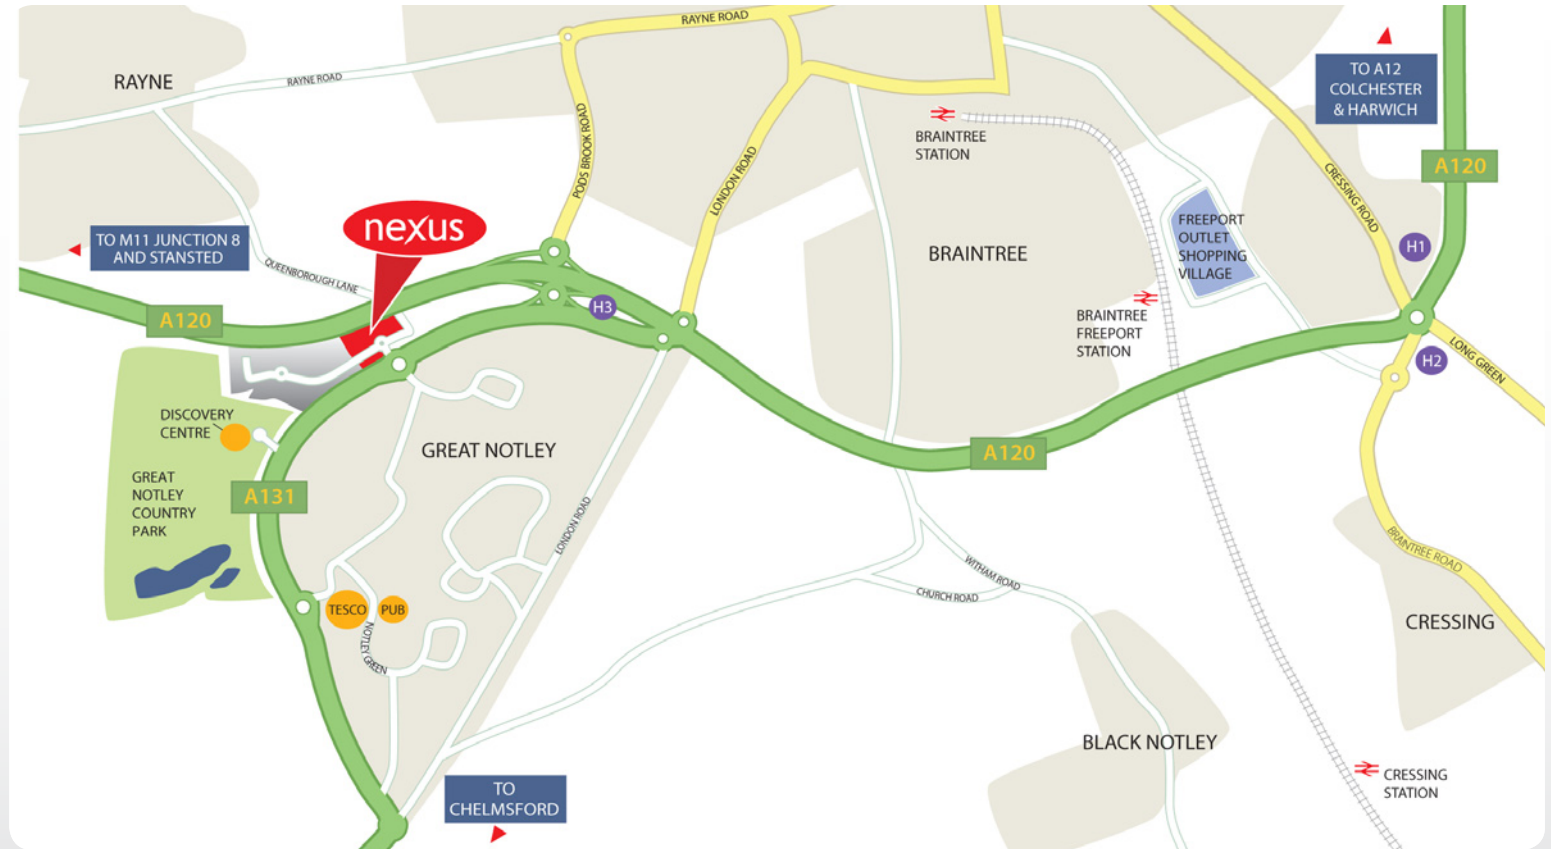 RAYNE ROAD
RAYNE
RAYNE ROAD
TO A12
COLCHESTER
& HARWICH
BRAINTREE
STATION
PODS BROOK ROAD
LONDON ROAD
A120
CRESSING ROAD
nexus
TO M11 JUNCTION 8
AND STANSTED
QUEENBOROUGH LANE
FREEPORT
OUTLET
SHOPPING
VILLAGE
BRAINTREE
H1
H3
A120
BRAINTREE
FREEPORT
STATION
LONG GREEN
H2
DISCOVERY
CENTRE
GREAT NOTLEY
A120
GREAT
NOTLEY
COUNTRY
PARK
A131
LONDON ROAD
BRAINTREE ROAD
WITHAM ROAD
CHURCH ROAD
TESCO
PUB
NOTLEY GREEN
CRESSING
BLACK NOTLEY
TO
CHELMSFORD
CRESSING
STATION